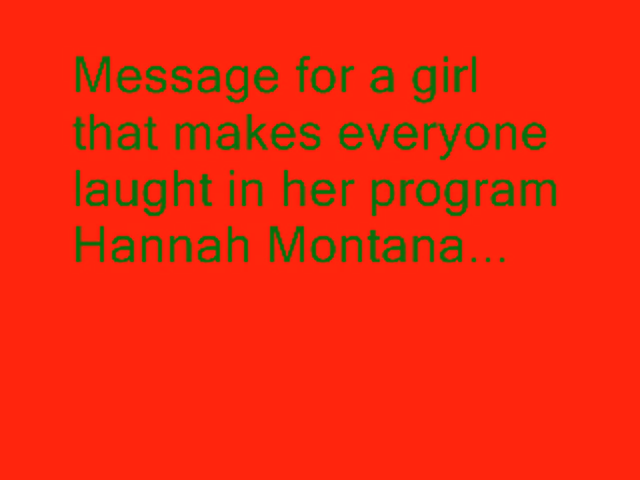 Message for a girl
that makes everyone
laught in her program
Hannah Montana...